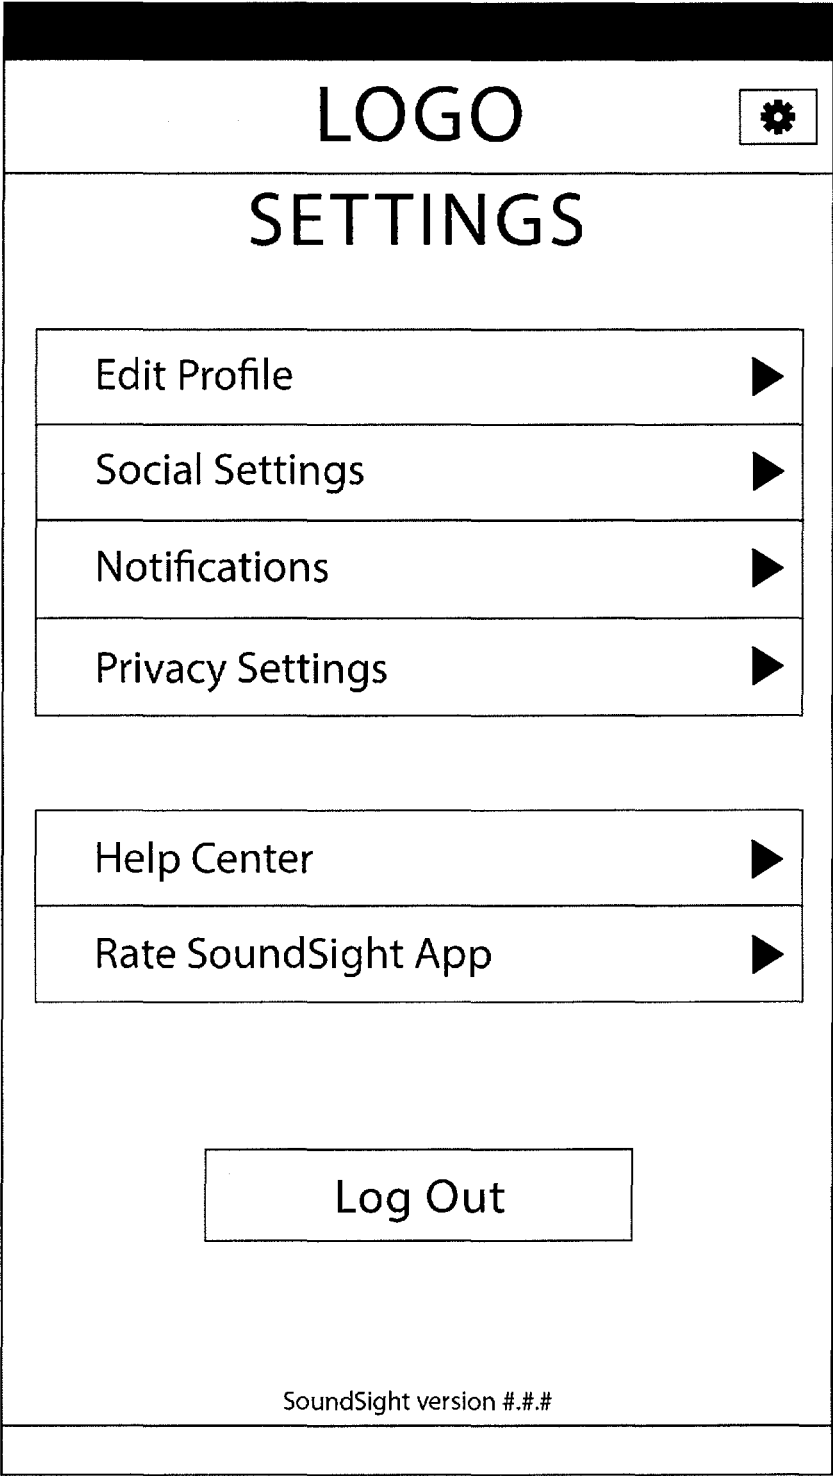 LOGO
SETTINGS
Edit Profile
Social Settings
Notifications
Privacy Settings
Help Center
Rate SoundSight App
Log Out
SoundSight version #.#.#